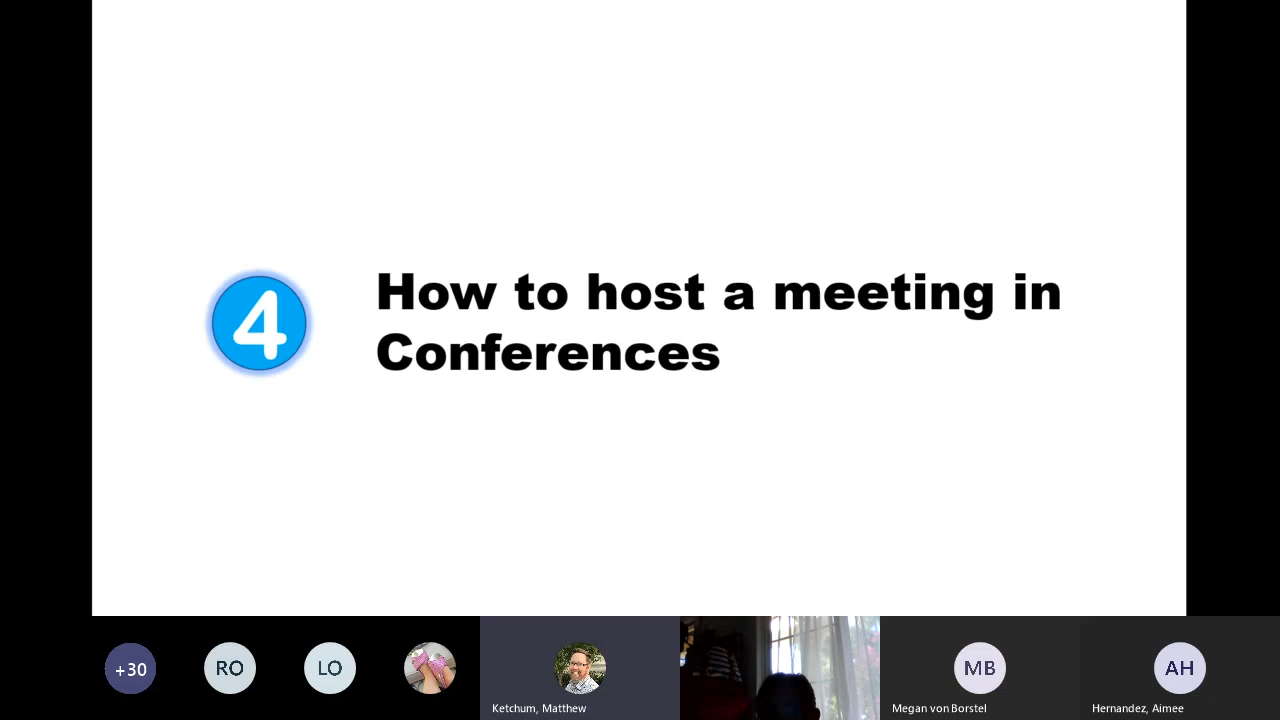 4
How to host a meeting in
Conferences
+30
RO
LO
MB
AH
Ketchum, Matthew
Megan von Borstel
Hernandez, Aimee